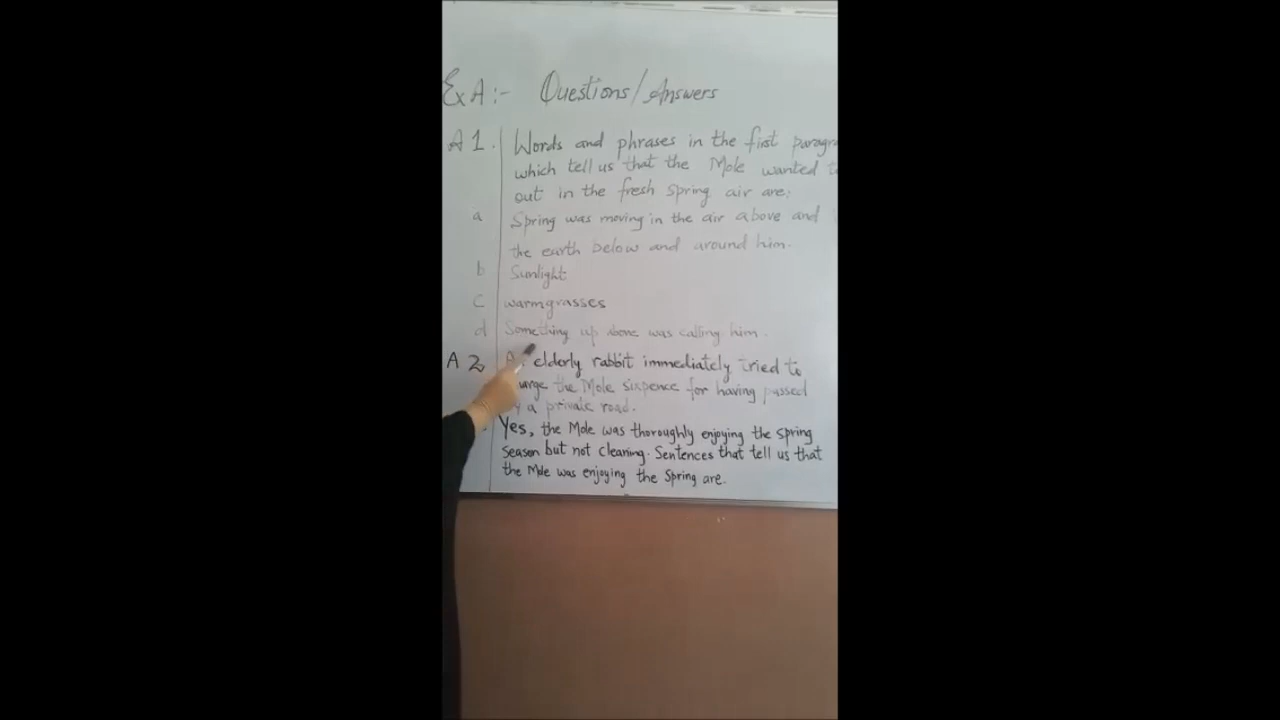 Ex A:- Questions/Answers
A 1. Words and phrases in the first paragra
which tell us that the Mole wanted t
out in the fresh spring air are:
a Spring was moving in the air above and
the earth below and around him.
b Sunlight
c warmgrasses
d Something up above was calling him.
A 2. elderly rabbit immediately tried to
the Mole sixpence for having passed
a private road.
Yes, the Mole was thoroughly enjoying the spring
season but not cleaning. Sentences that tell us that
the Mole was enjoying the Spring are.